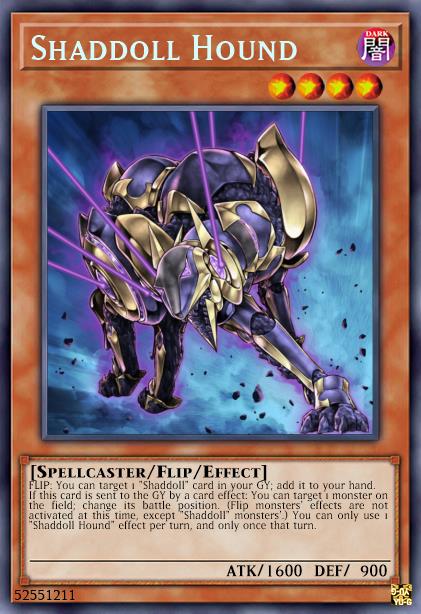 Shaddoll Hound
DARK
闇
[Spellcaster/Flip/Effect]
FLIP: You can target 1 "Shaddoll" card in your GY; add it to your hand.
If this card is sent to the GY by a card effect: You can target 1 monster on
the field; change its battle position. (Flip monsters' effects are not
activated at this time, except "Shaddoll" monsters'.) You can only use 1
"Shaddoll Hound" effect per turn, and only once that turn.
ATK/1600 DEF/ 900
52551211